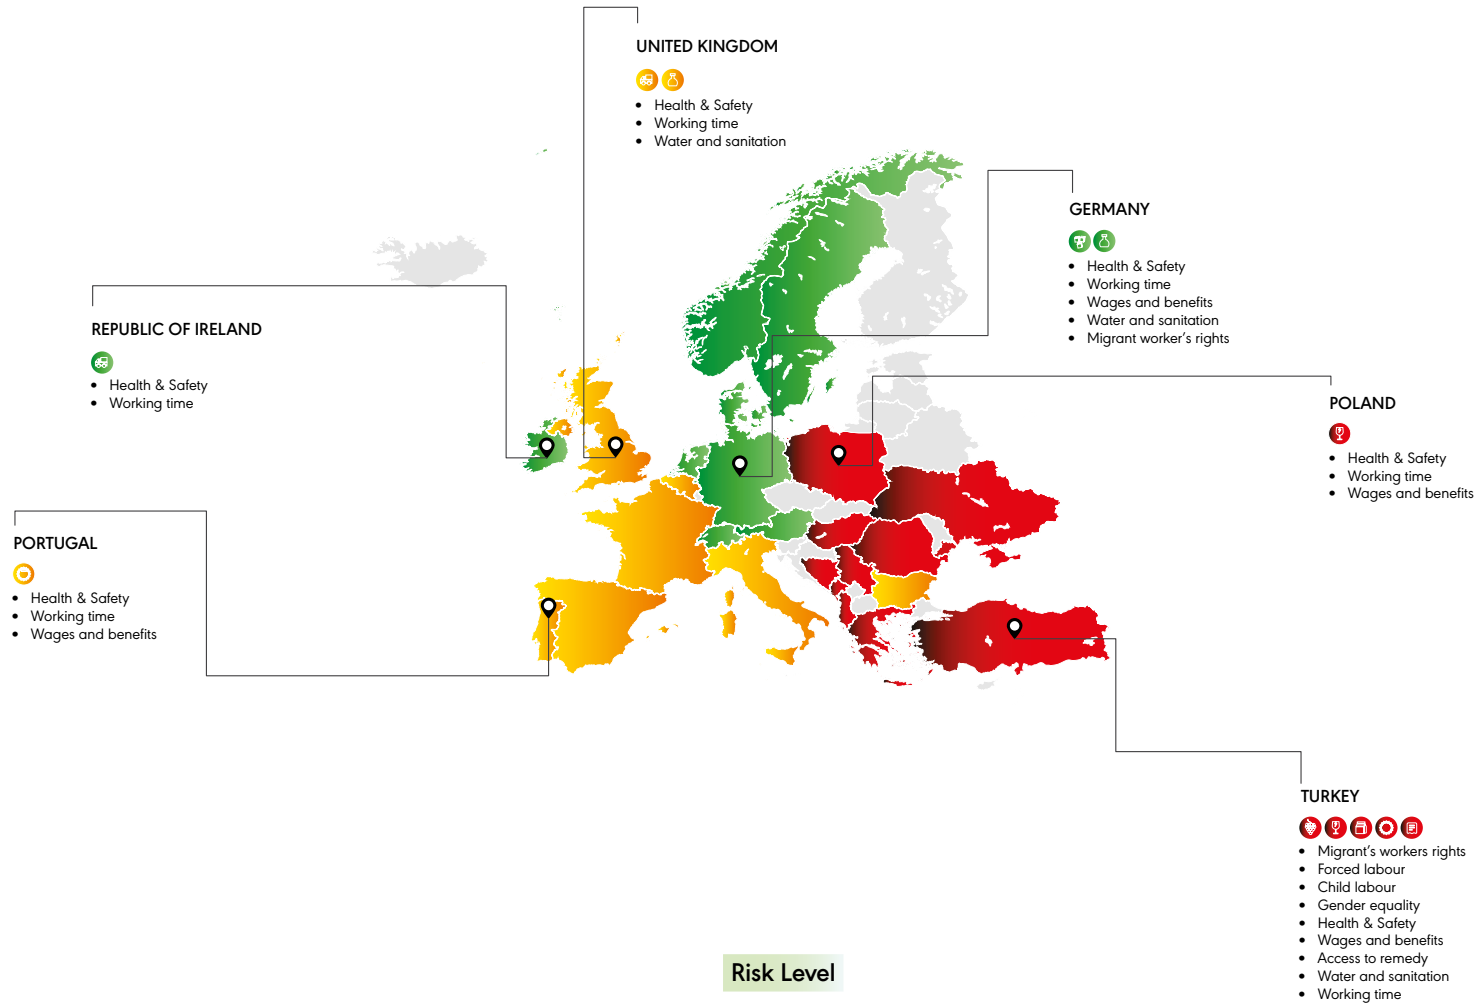 UNITED KINGDOM
• Health & Safety
• Working time
• Water and sanitation
GERMANY
• Health & Safety
• Working time
• Wages and benefits
• Water and sanitation
• Migrant worker's rights
REPUBLIC OF IRELAND
• Health & Safety
• Working time
POLAND
• Health & Safety
• Working time
• Wages and benefits
PORTUGAL
• Health & Safety
• Working time
• Wages and benefits
TURKEY
• Migrant's workers rights
• Forced labour
• Child labour
• Gender equality
• Health & Safety
• Wages and benefits
• Access to remedy
• Water and sanitation
• Working time
Risk Level